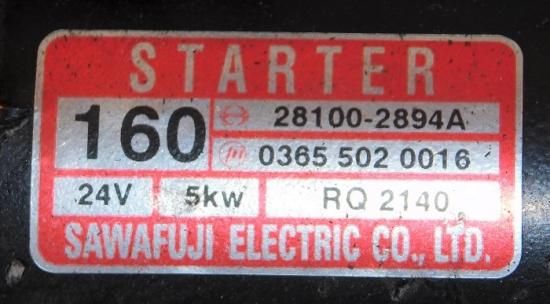 STARTER
160
28100-2894A
0365 502 0016
24V 5kw RQ 2140
SAWAFUJI ELECTRIC CO., LTD.